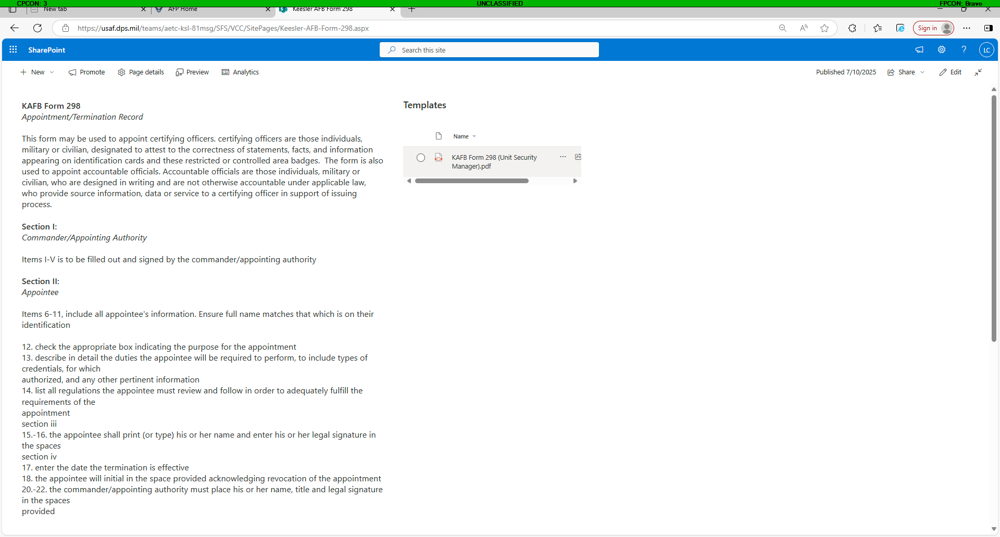 CPCON: 3
UNCLASSIFIED
FPCON: Bravo
New tab
AFP Home
Keesler AFB Form 298
https://usaf.dps.mil/teams/aetc-ksl-81msg/SFS/VCC/SitePages/Keesler-AFB-Form-298.aspx
Sign in
SharePoint
Search this site
LC
New
Promote
Page details
Preview
Analytics
Published 7/10/2025
Share
Edit
KAFB Form 298
Appointment/Termination Record
This form may be used to appoint certifying officers. certifying officers are those individuals,
military or civilian, designated to attest to the correctness of statements, facts, and information
appearing on identification cards and these restricted or controlled area badges.  The form is also
used to appoint accountable officials. Accountable officials are those individuals, military or
civilian, who are designed in writing and are not otherwise accountable under applicable law,
who provide source information, data or service to a certifying officer in support of issuing
process.
Section I:
Commander/Appointing Authority
Items I-V is to be filled out and signed by the commander/appointing authority
Section II:
Appointee
Items 6-11, include all appointee's information. Ensure full name matches that which is on their
identification
12. check the appropriate box indicating the purpose for the appointment
13. describe in detail the duties the appointee will be required to perform, to include types of
credentials, for which
authorized, and any other pertinent information
14. list all regulations the appointee must review and follow in order to adequately fulfill the
requirements of the
appointment
section iii
15.-16. the appointee shall print (or type) his or her name and enter his or her legal signature in
the spaces
section iv
17. enter the date the termination is effective
18. the appointee will initial in the space provided acknowledging revocation of the appointment
20.-22. the commander/appointing authority must place his or her name, title and legal signature
in the spaces
provided
Templates
Name
KAFB Form 298 (Unit Security
Manager).pdf